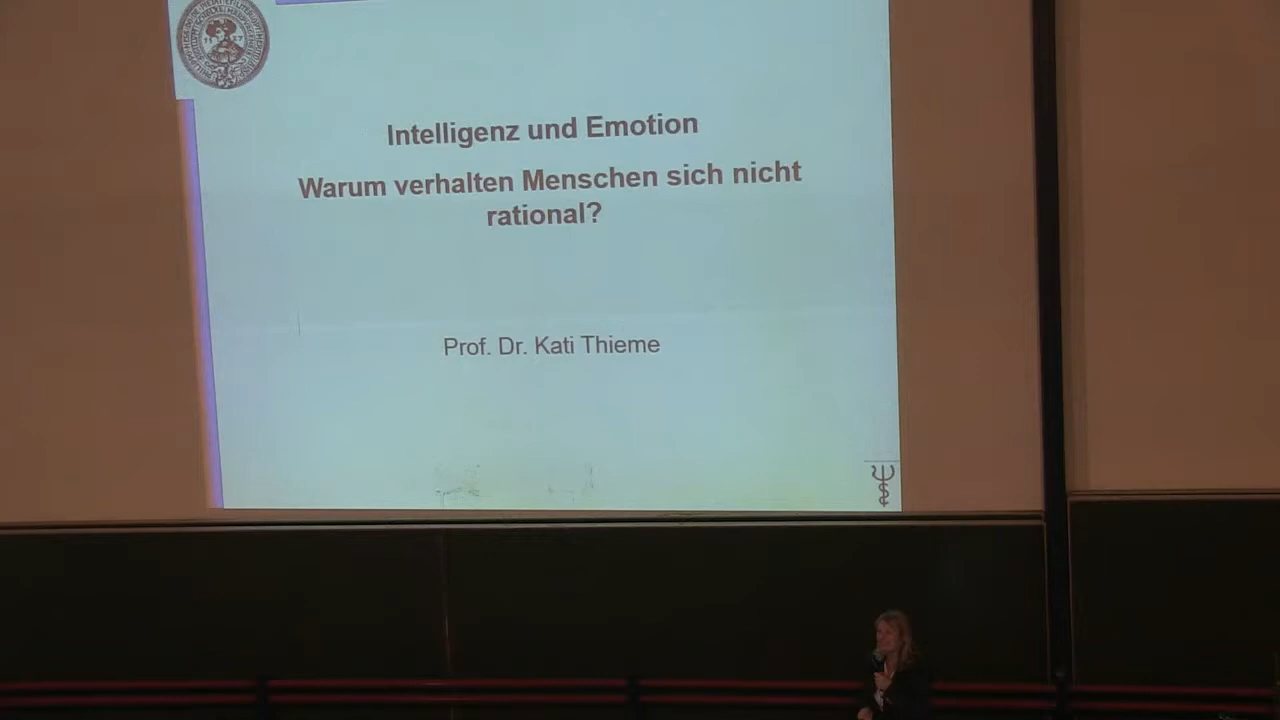 Intelligenz und Emotion
Warum verhalten Menschen sich nicht
rational?
Prof. Dr. Kati Thieme